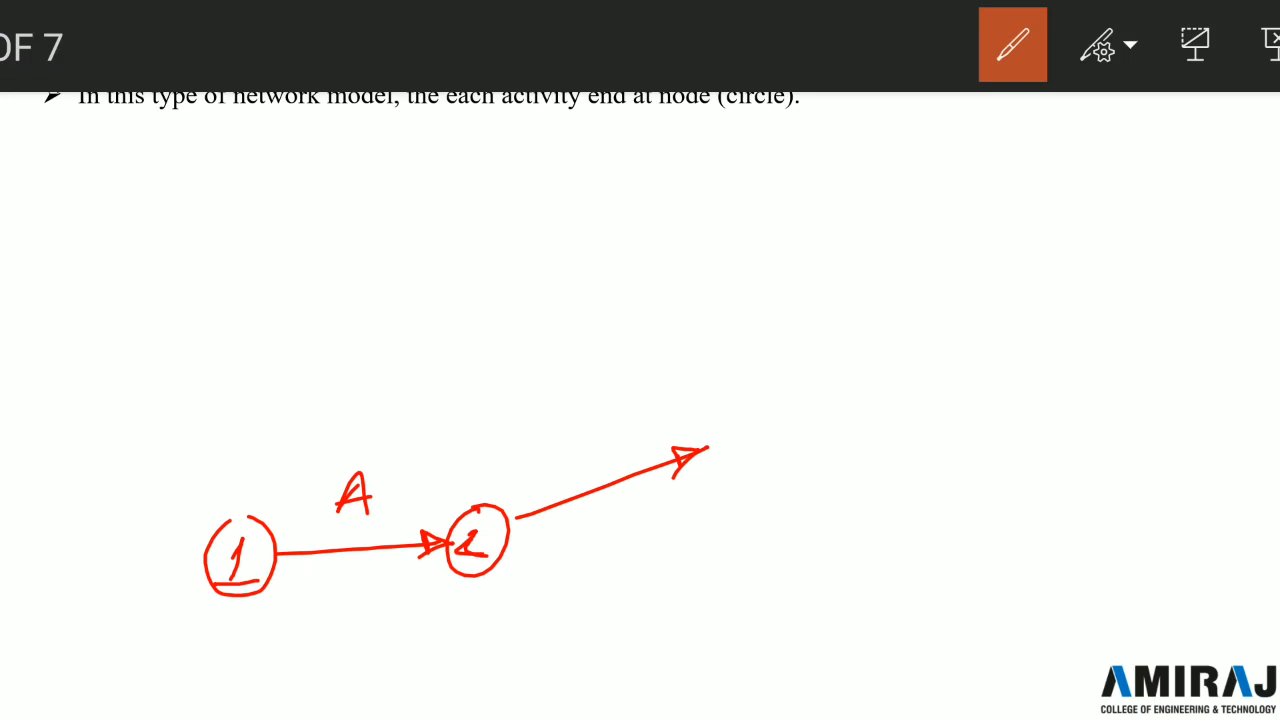 OF 7
➤ In this type of network model, the each activity end at node (circle).
A
1
2
AMIRAJ
COLLEGE OF ENGINEERING & TECHNOLOGY